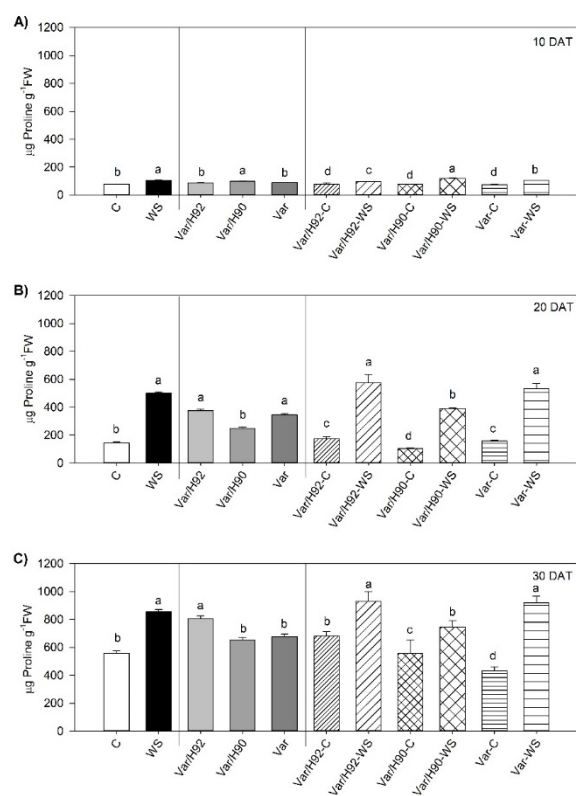 A)
10 DAT
1200
1000
800
600
400
200
0
µg Proline g⁻¹FW
b a b a b d c d a d b
C WS Var/H92 Var/H90 Var Var/H92-C Var/H92-WS Var/H90-C Var/H90-WS Var-C Var-WS
B)
20 DAT
1200
1000
800
600
400
200
0
µg Proline g⁻¹FW
b a a b a c a d b c a
C WS Var/H92 Var/H90 Var Var/H92-C Var/H92-WS Var/H90-C Var/H90-WS Var-C Var-WS
C)
30 DAT
1200
1000
800
600
400
200
0
µg Proline g⁻¹FW
b a a b b b a c b d a
C WS Var/H92 Var/H90 Var Var/H92-C Var/H92-WS Var/H90-C Var/H90-WS Var-C Var-WS